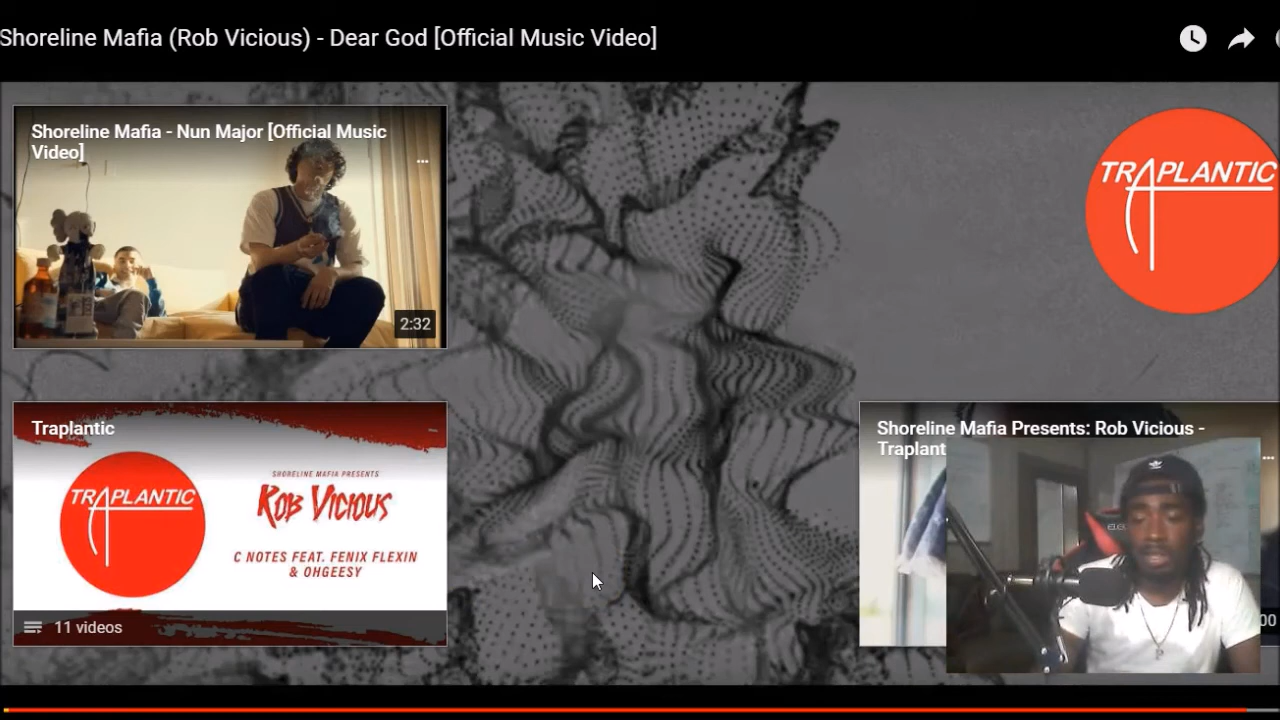 Shoreline Mafia (Rob Vicious) - Dear God [Official Music Video]
Shoreline Mafia - Nun Major [Official Music
Video]
2:32
TRAPLANTIC
Traplantic
TRAPLANTIC
SHORELINE MAFIA PRESENTS
ROB VICIOUS
C NOTES FEAT. FENIX FLEXIN
& OHGEESY
11 videos
Shoreline Mafia Presents: Rob Vicious -
Traplant
00